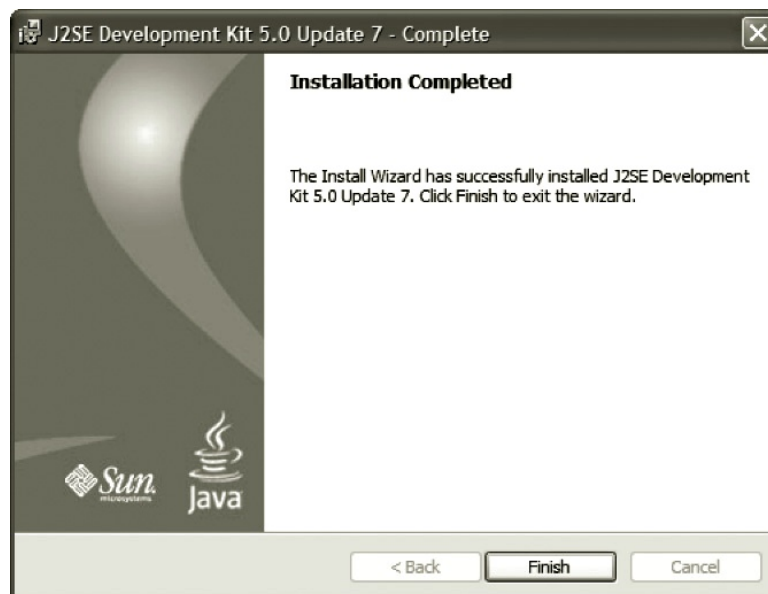 J2SE Development Kit 5.0 Update 7 - Complete
Installation Completed
The Install Wizard has successfully installed J2SE Development
Kit 5.0 Update 7. Click Finish to exit the wizard.
Sun
microsystems
Java
< Back
Finish
Cancel